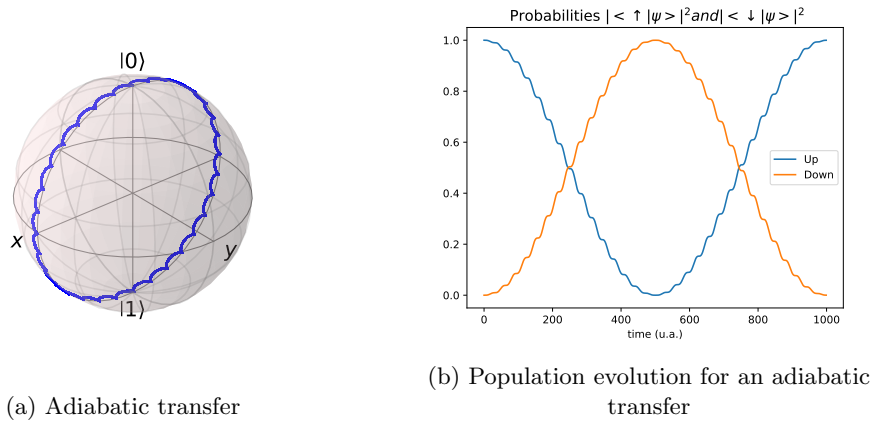 |0⟩
x
y
|1⟩
(a) Adiabatic transfer
Probabilities | < ↑ |ψ > |²and| < ↓ |ψ > |²
1.0
0.8
0.6
0.4
0.2
0.0
Up
Down
0 200 400 600 800 1000
time (u.a.)
(b) Population evolution for an adiabatic
transfer